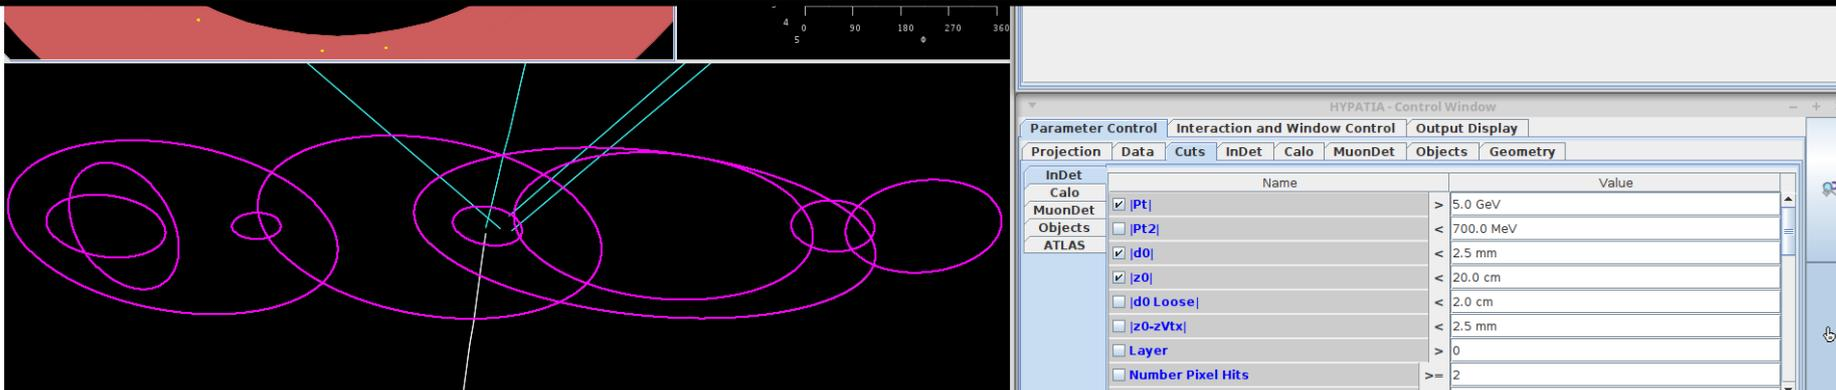 4
5
0 90 180 270 360
Φ
HYPATIA - Control Window
Parameter Control Interaction and Window Control Output Display
Projection Data Cuts InDet Calo MuonDet Objects Geometry
InDet
Calo
MuonDet
Objects
ATLAS
Name Value
|Pt| > 5.0 GeV
|Pt2| < 700.0 MeV
|d0| < 2.5 mm
|z0| < 20.0 cm
|d0 Loose| < 2.0 cm
|z0-zVtx| < 2.5 mm
Layer > 0
Number Pixel Hits >= 2